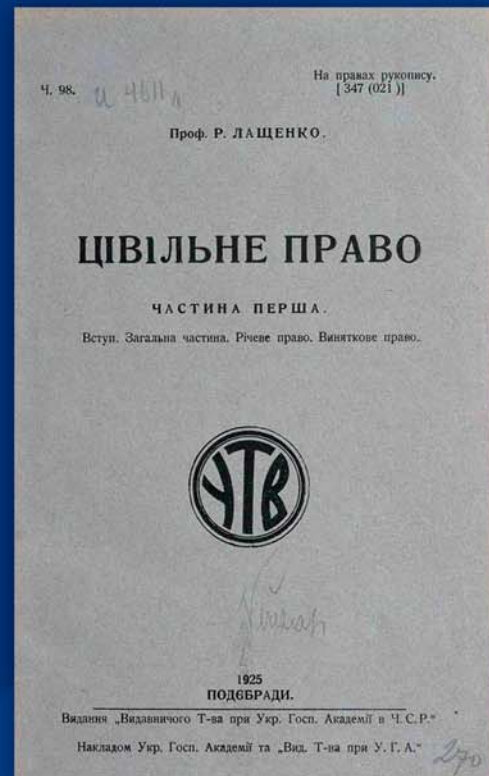 Ч. 98.
На правах рукопису.
[ 347 (021 )]
Проф. Р. ЛАЩЕНКО.
ЦІВІЛЬНЕ ПРАВО
ЧАСТИНА ПЕРША.
Вступ. Загальна частина. Річеве право. Виняткове право.
УТВ
1925
ПОДЄБРАДИ.
Видання „Видавничого Т-ва при Укр. Госп. Академії в Ч. С. Р."
Накладом Укр. Госп. Академії та „Вид. Т-ва при У. Г. А."
270